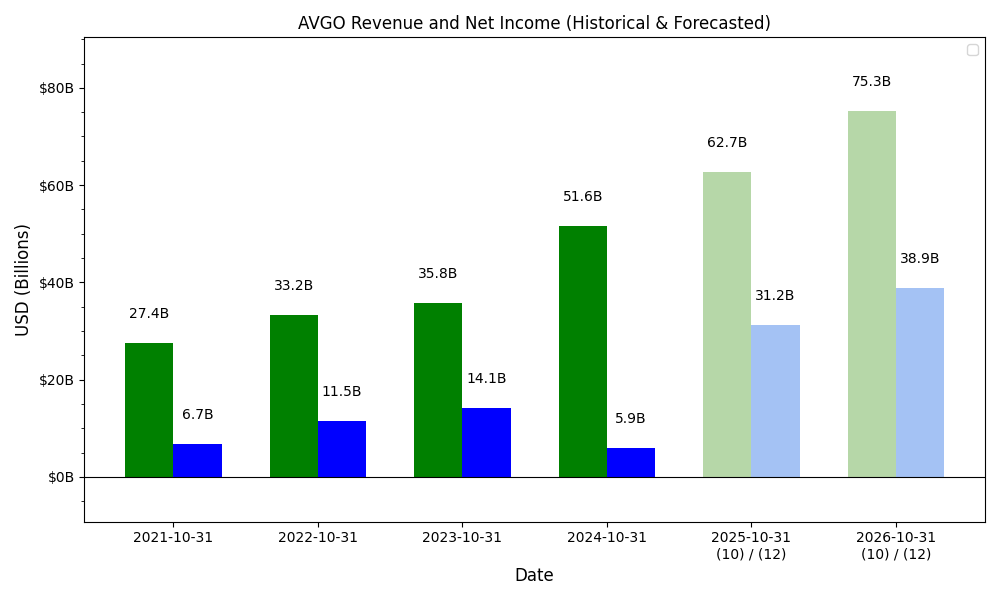 AVGO Revenue and Net Income (Historical & Forecasted)
$80B
$60B
$40B
$20B
$0B
USD (Billions)
27.4B
6.7B
33.2B
11.5B
35.8B
14.1B
51.6B
5.9B
62.7B
31.2B
75.3B
38.9B
2021-10-31
2022-10-31
2023-10-31
2024-10-31
2025-10-31
(10) / (12)
2026-10-31
(10) / (12)
Date